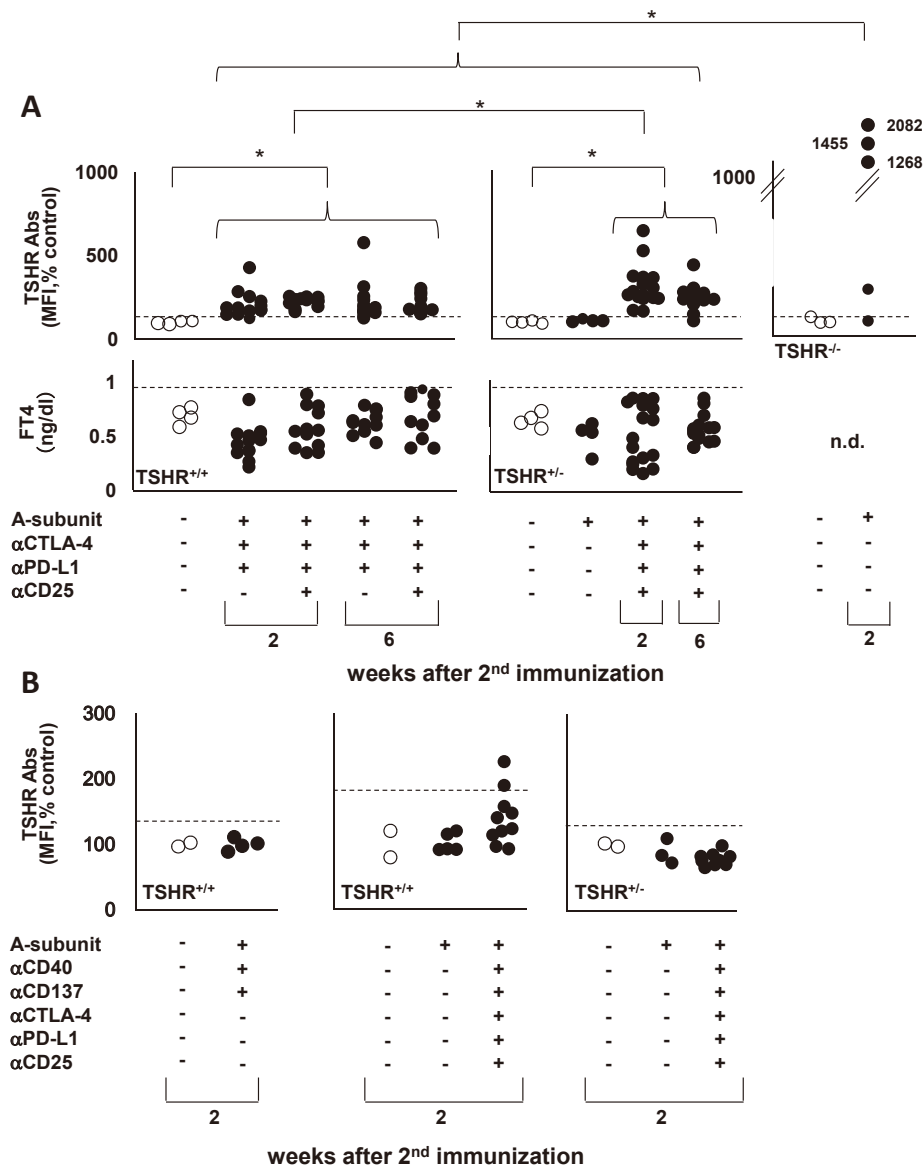 *
A
*
2082
1455
1268
* *
1000 1000
TSHR Abs
(MFI,% control)
500
0
TSHR-/-
1
FT4
(ng/dl)
0.5
n.d.
0
TSHR+/+ TSHR+/-
A-subunit - + + + + - + + + - +
αCTLA-4 - + + + + - - + + - -
αPD-L1 - + + + + - - + + - -
αCD25 - - + - + - - + + - -
2 6 2 6 2
weeks after 2nd immunization
B
300
TSHR Abs
(MFI,% control)
200
100
0
TSHR+/+ TSHR+/+ TSHR+/-
A-subunit - + - + + - + +
αCD40 - + - - + - - +
αCD137 - + - - + - - +
αCTLA-4 - - - - + - - +
αPD-L1 - - - - + - - +
αCD25 - - - - + - - +
2 2 2
weeks after 2nd immunization